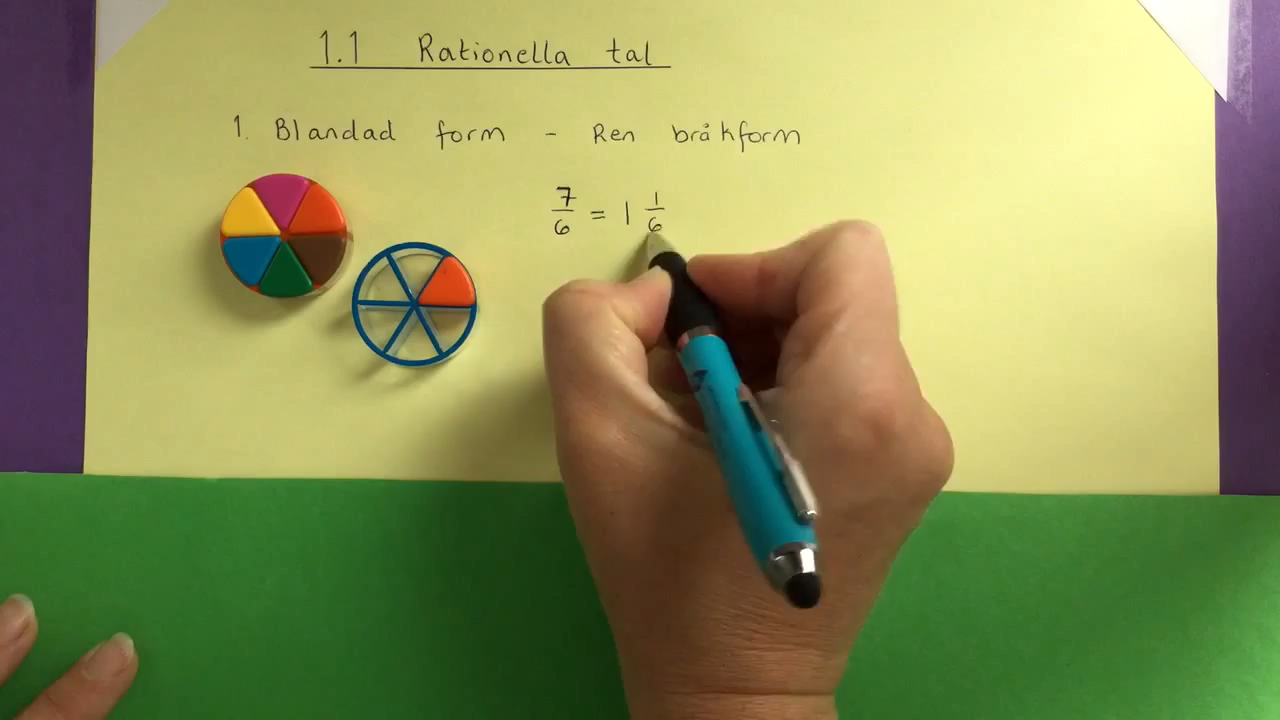 1.1 Rationella tal
1. Blandad form - Ren bråkform
7/6 = 1 1/6